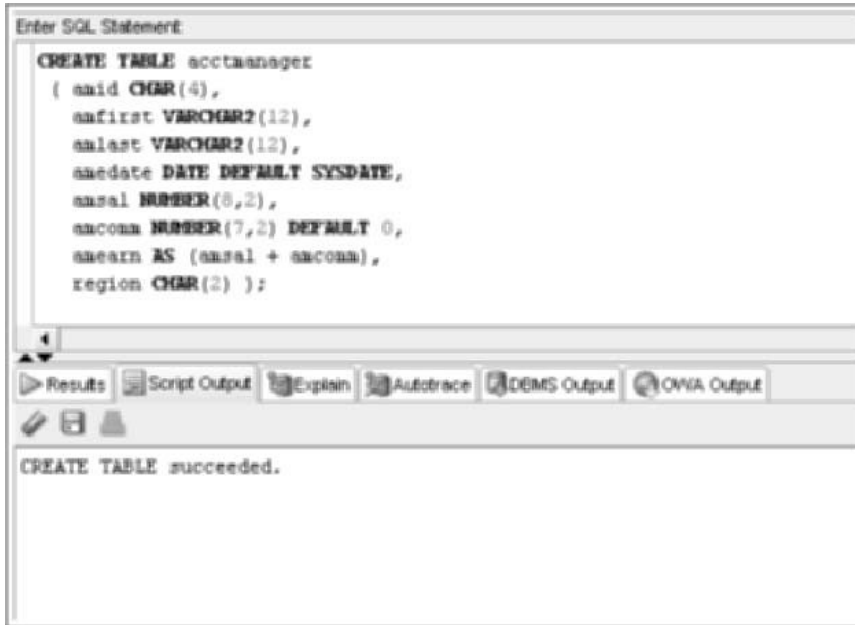 Enter SQL Statement:
CREATE TABLE acctmanager
( amid CHAR(4),
amfirst VARCHAR2(12),
amlast VARCHAR2(12),
amedate DATE DEFAULT SYSDATE,
amsal NUMBER(8,2),
amcomm NUMBER(7,2) DEFAULT 0,
amearn AS (amsal + amcomm),
region CHAR(2) );
Results Script Output Explain Autotrace DBMS Output OWA Output
CREATE TABLE succeeded.